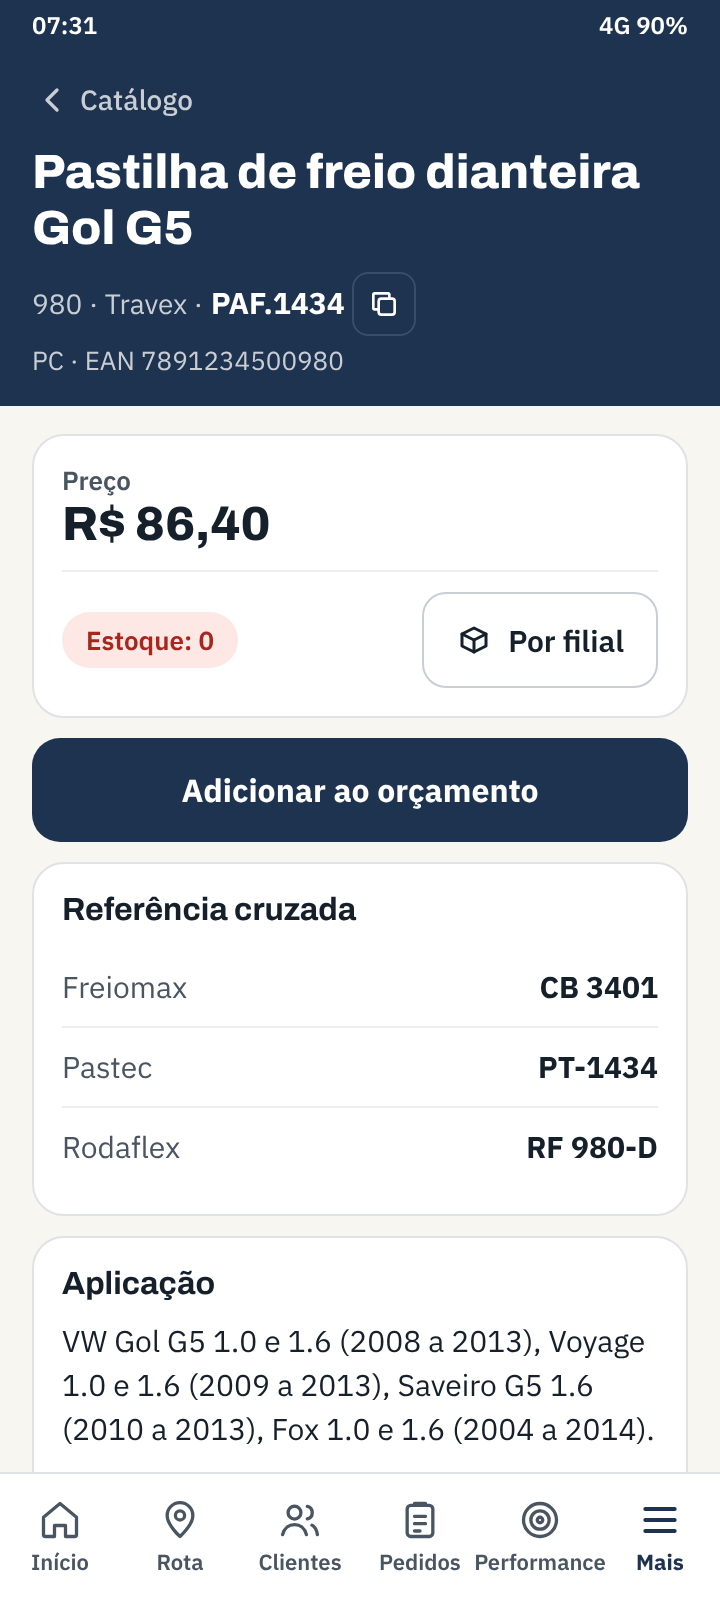 07:31 4G 90%
Catálogo
Pastilha de freio dianteira
Gol G5
980 · Travex · PAF.1434
PC · EAN 7891234500980
Preço
R$ 86,40
Estoque: 0 Por filial
Adicionar ao orçamento
Referência cruzada
Freiomax CB 3401
Pastec PT-1434
Rodaflex RF 980-D
Aplicação
VW Gol G5 1.0 e 1.6 (2008 a 2013), Voyage
1.0 e 1.6 (2009 a 2013), Saveiro G5 1.6
(2010 a 2013), Fox 1.0 e 1.6 (2004 a 2014).
Início Rota Clientes Pedidos Performance Mais